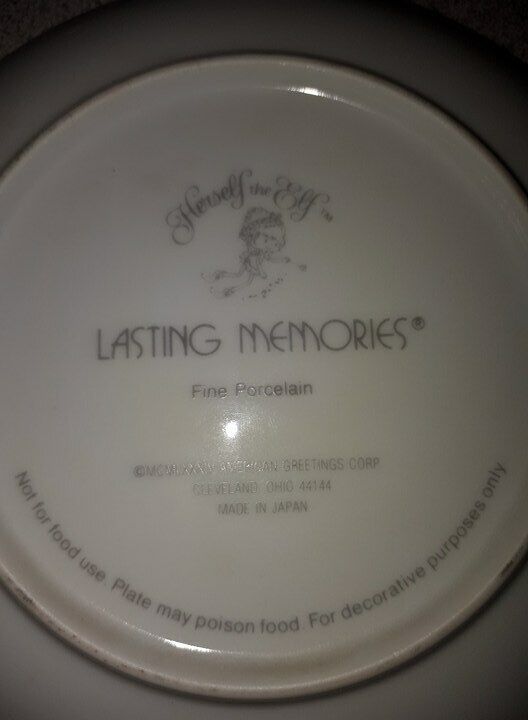 Herself the Elf™
LASTING MEMORIES®
Fine Porcelain
©MCMLXXXIV AMERICAN GREETINGS CORP.
CLEVELAND, OHIO 44144
MADE IN JAPAN
Not for food use. Plate may poison food. For decorative purposes only